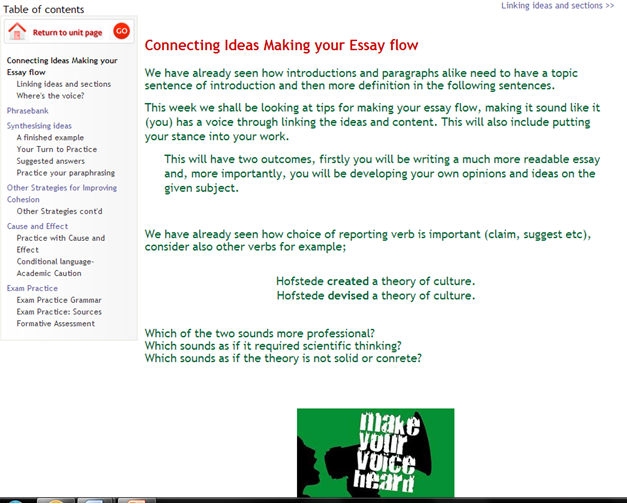 Table of contents
Linking ideas and sections >>
Return to unit page GO
Connecting Ideas Making your
Essay flow
Linking ideas and sections
Where's the voice?
Phrasebank
Synthesising ideas
A finished example
Your Turn to Practice
Suggested answers
Practice your paraphrasing
Other Strategies for Improving
Cohesion
Other Strategies cont'd
Cause and Effect
Practice with Cause and
Effect
Conditional language-
Academic Caution
Exam Practice
Exam Practice Grammar
Exam Practice: Sources
Formative Assessment
Connecting Ideas Making your Essay flow
We have already seen how introductions and paragraphs alike need to have a topic
sentence of introduction and then more definition in the following sentences.
This week we shall be looking at tips for making your essay flow, making it sound like it
(you) has a voice through linking the ideas and content. This will also include putting
your stance into your work.
This will have two outcomes, firstly you will be writing a much more readable essay
and, more importantly, you will be developing your own opinions and ideas on the
given subject.
We have already seen how choice of reporting verb is important (claim, suggest etc),
consider also other verbs for example;
Hofstede created a theory of culture.
Hofstede devised a theory of culture.
Which of the two sounds more professional?
Which sounds as if it required scientific thinking?
Which sounds as if the theory is not solid or conrete?
make
your
voice
heard